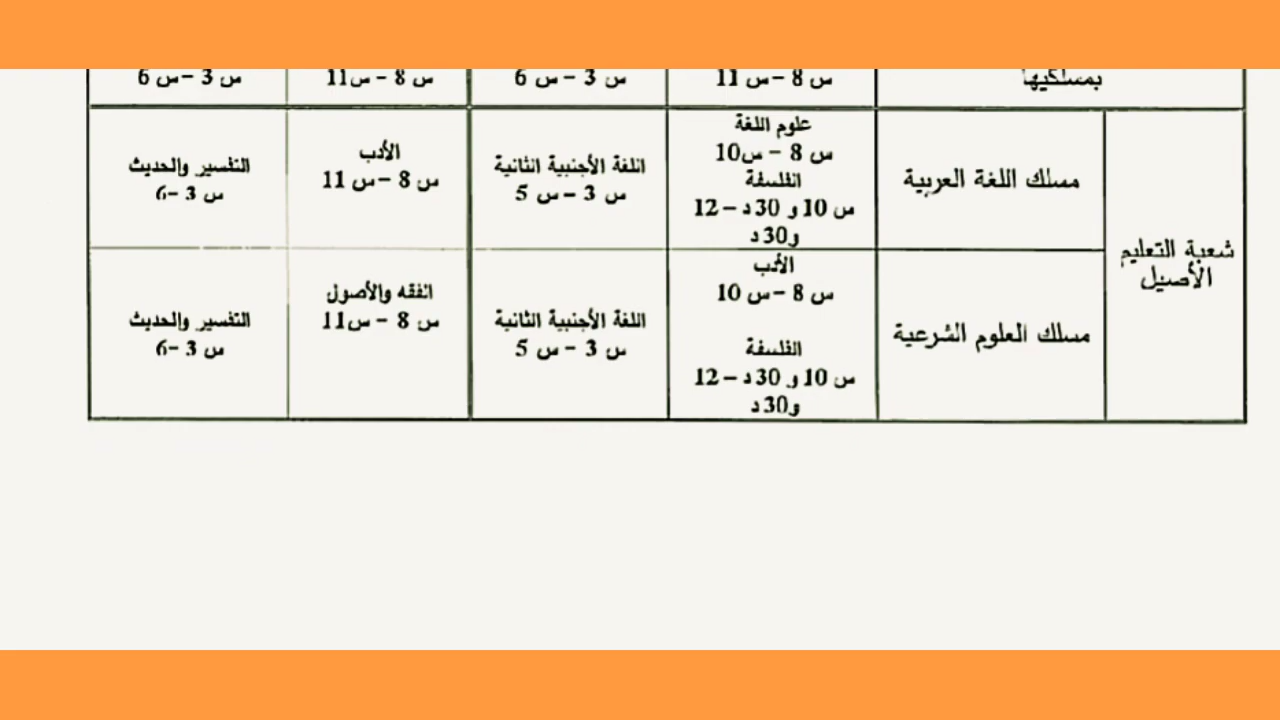 بمسلكيها
س 8 – س 11
س 3 – س 6
س 8 – س11
س 3 – س 6
شعبة التعليم
الأصيل
مسلك اللغة العربية
علوم اللغة
س 8 – س10
الفلسفة
س 10 و 30 د – 12
و30 د
اللغة الأجنبية الثانية
س 3 – س 5
الأدب
س 8 – س 11
التفسير والحديث
س 3 –6
مسلك العلوم الشرعية
الأدب
س 8 – س 10
الفلسفة
س 10 و 30 د – 12
و30 د
اللغة الأجنبية الثانية
س 3 – س 5
الفقه والأصول
س 8 – س11
التفسير والحديث
س 3 –6